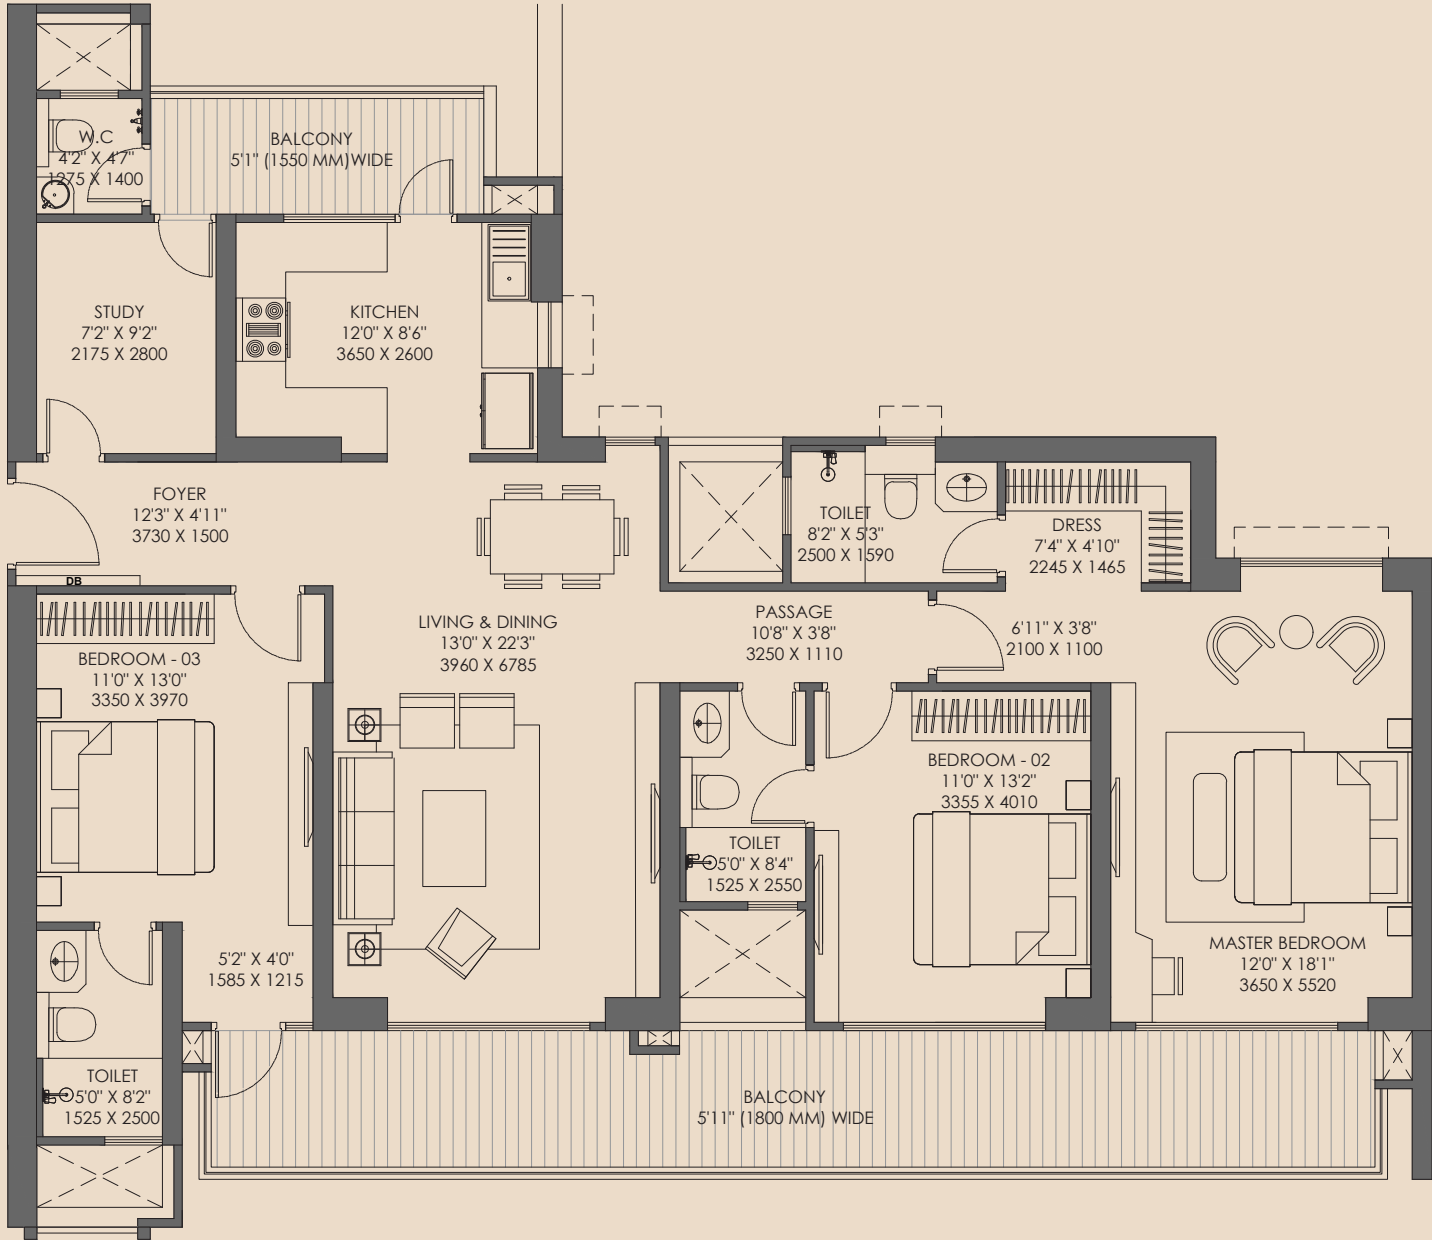 W.C
4'2" X 4'7"
1275 X 1400
BALCONY
5'1" (1550 MM)WIDE
STUDY
7'2" X 9'2"
2175 X 2800
KITCHEN
12'0" X 8'6"
3650 X 2600
FOYER
12'3" X 4'11"
3730 X 1500
DB
TOILET
8'2" X 5'3"
2500 X 1590
DRESS
7'4" X 4'10"
2245 X 1465
LIVING & DINING
13'0" X 22'3"
3960 X 6785
PASSAGE
10'8" X 3'8"
3250 X 1110
6'11" X 3'8"
2100 X 1100
BEDROOM - 03
11'0" X 13'0"
3350 X 3970
BEDROOM - 02
11'0" X 13'2"
3355 X 4010
TOILET
5'0" X 8'4"
1525 X 2550
MASTER BEDROOM
12'0" X 18'1"
3650 X 5520
5'2" X 4'0"
1585 X 1215
TOILET
5'0" X 8'2"
1525 X 2500
BALCONY
5'11" (1800 MM) WIDE